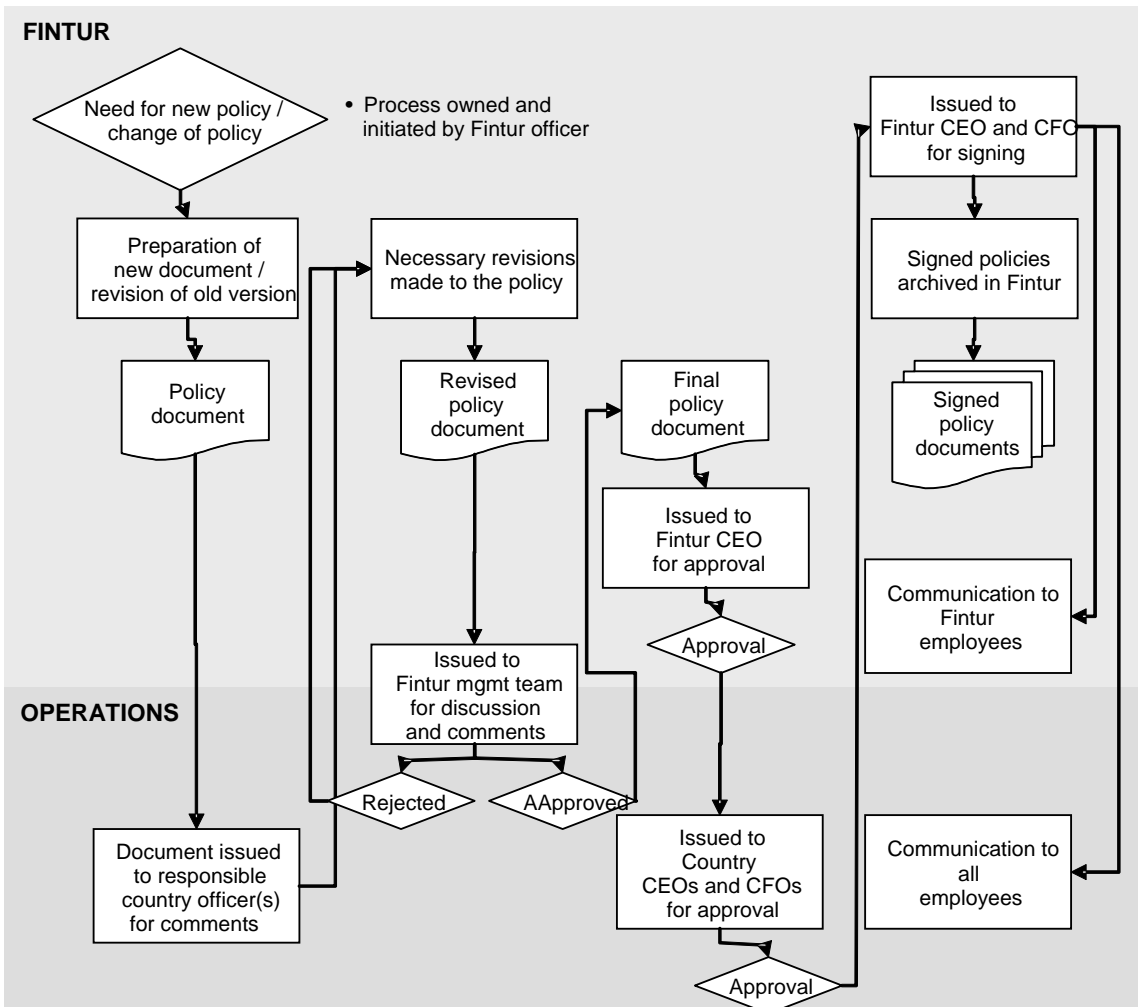 FINTUR
Need for new policy /
change of policy
• Process owned and
initiated by Fintur officer
Preparation of
new document /
revision of old version
Policy
document
Document issued
to responsible
country officer(s)
for comments
Necessary revisions
made to the policy
Revised
policy
document
Issued to
Fintur mgmt team
for discussion
and comments
Rejected
AApproved
Final
policy
document
Issued to
Fintur CEO
for approval
Approval
Issued to
Country
CEOs and CFOs
for approval
Approval
Issued to
Fintur CEO and CFO
for signing
Signed policies
archived in Fintur
Signed
policy
documents
Communication to
Fintur
employees
OPERATIONS
Communication to
all
employees